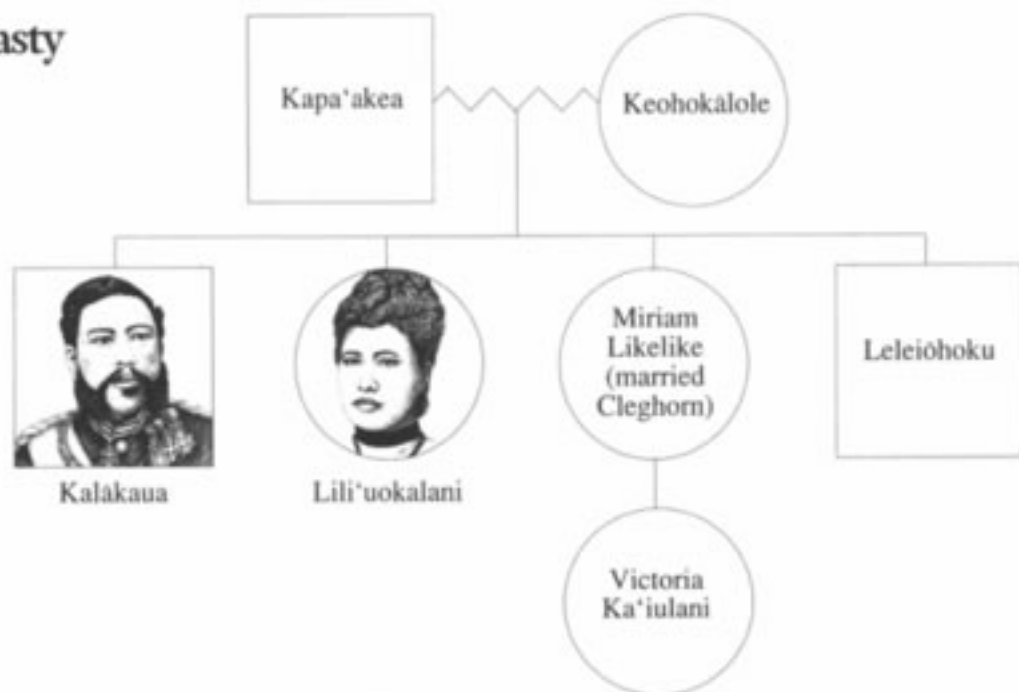 asty
Kapa‘akea
Keohokālole
Miriam
Likelike
(married
Cleghorn)
Leleiōhoku
Kalākaua
Lili‘uokalani
Victoria
Ka‘iulani